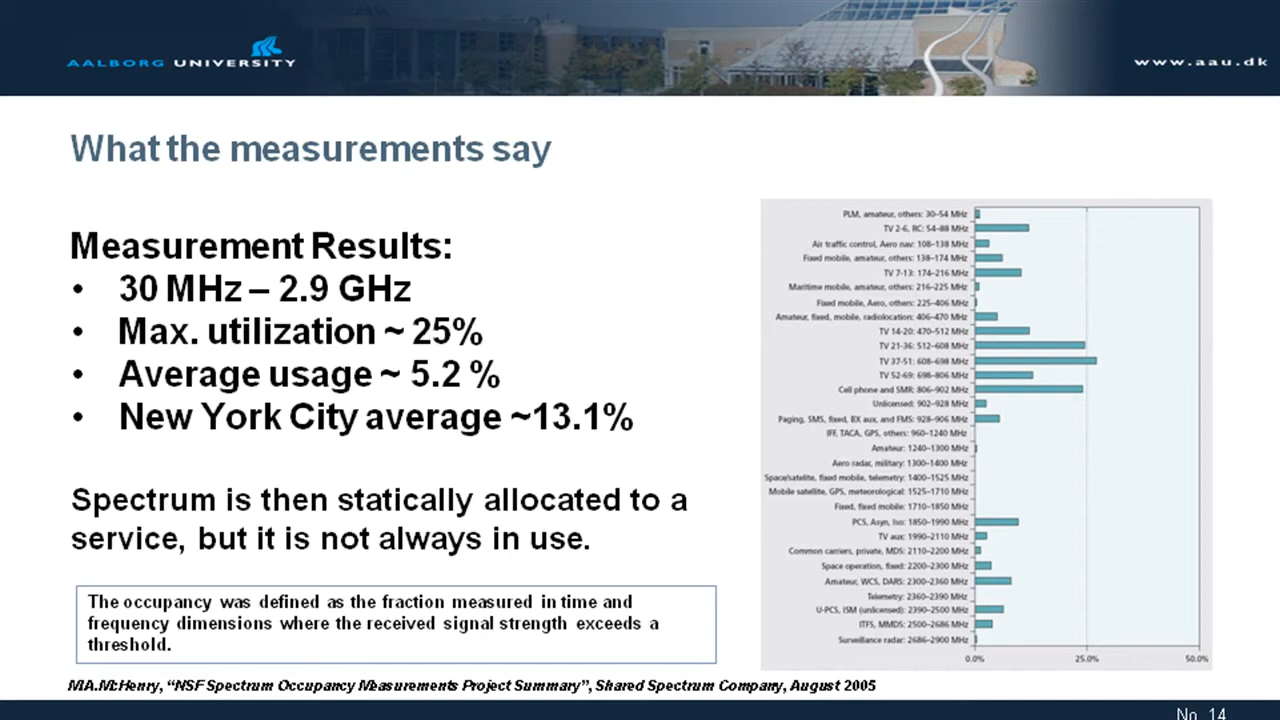 AALBORG UNIVERSITY
www.aau.dk
What the measurements say
Measurement Results:
• 30 MHz – 2.9 GHz
• Max. utilization ~ 25%
• Average usage ~ 5.2 %
• New York City average ~13.1%
Spectrum is then statically allocated to a
service, but it is not always in use.
The occupancy was defined as the fraction measured in time and
frequency dimensions where the received signal strength exceeds a
threshold.
M.A.McHenry, “NSF Spectrum Occupancy Measurements Project Summary”, Shared Spectrum Company, August 2005
PLM, amateur, others: 30–54 MHz
TV 2-6, RC: 54–88 MHz
Air traffic control, Aero nav: 108–138 MHz
Fixed mobile, amateur, others: 138–174 MHz
TV 7-13: 174–216 MHz
Maritime mobile, amateur, others: 216–225 MHz
Fixed mobile, Aero, others: 225–406 MHz
Amateur, fixed, mobile, radiolocation: 406–470 MHz
TV 14-20: 470–512 MHz
TV 21-36: 512–608 MHz
TV 37-51: 608–698 MHz
TV 52-69: 698–806 MHz
Cell phone and SMR: 806–902 MHz
Unlicensed: 902–928 MHz
Paging, SMS, fixed, BX aux, and FMS: 928–906 MHz
IFF, TACA, GPS, others: 960–1240 MHz
Amateur: 1240–1300 MHz
Aero radar, military: 1300–1400 MHz
Space/satelite, fixed mobile, telemetry: 1400–1525 MHz
Mobile satellite, GPS, meteorological: 1525–1710 MHz
Fixed, fixed mobile: 1710–1850 MHz
PCS, Asyn, Iso: 1850–1990 MHz
TV aux: 1990–2110 MHz
Common carriers, private, MDS: 2110–2200 MHz
Space operation, fixed: 2200–2300 MHz
Amateur, WCS, DARS: 2300–2360 MHz
Telemetry: 2360–2390 MHz
U-PCS, ISM (unlicensed): 2390–2500 MHz
ITFS, MMDS: 2500–2686 MHz
Surveillance radar: 2686–2900 MHz
0.0% 25.0% 50.0%
No. 14